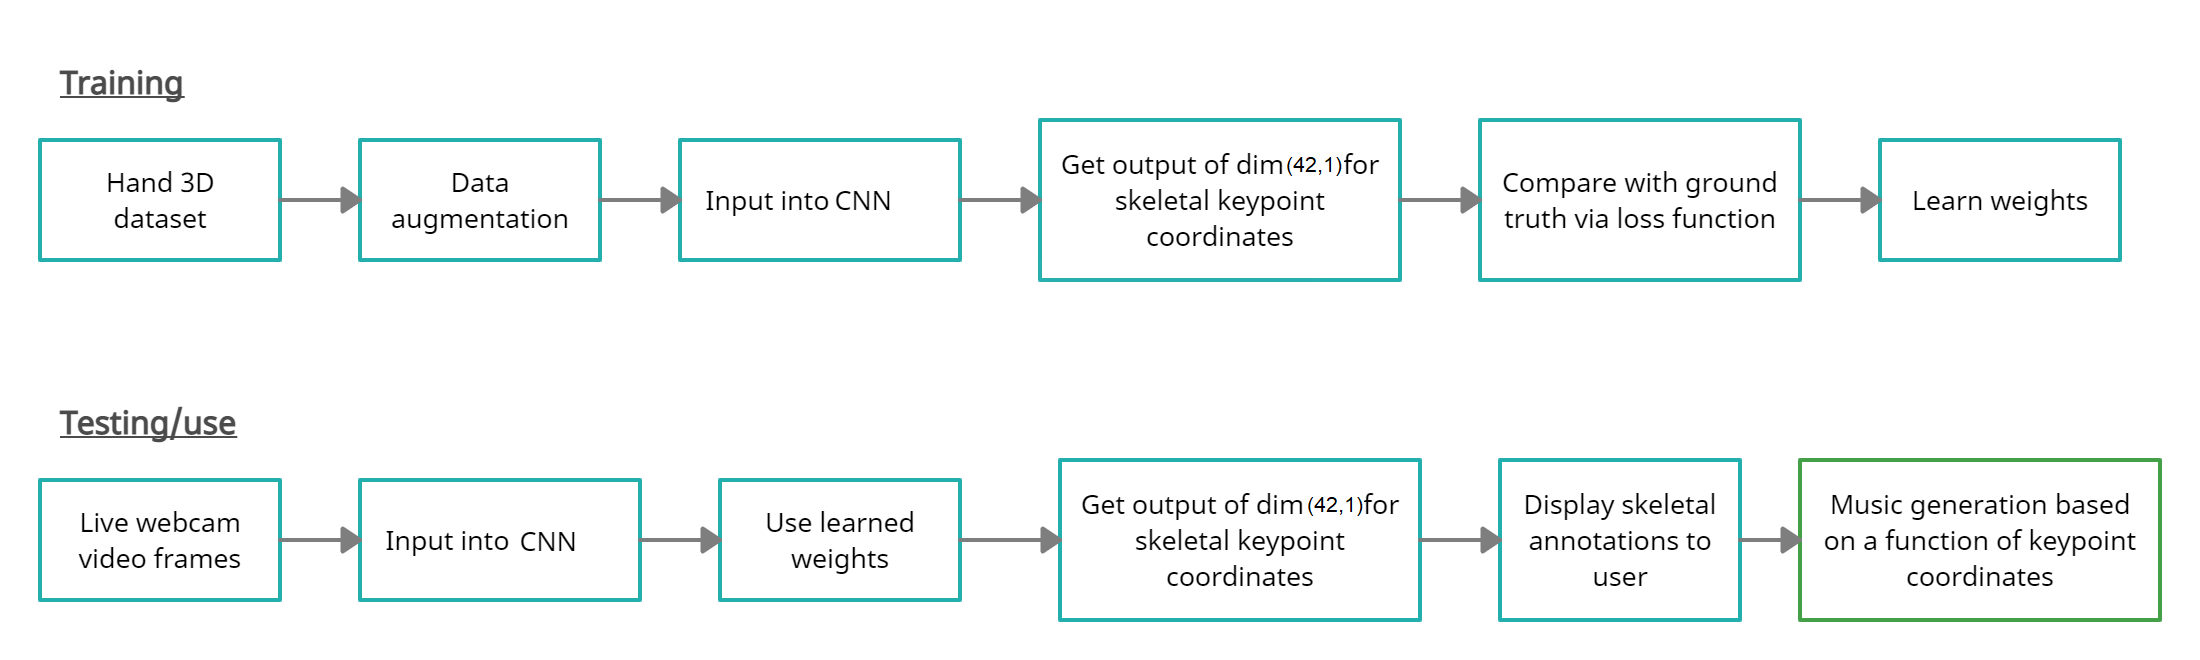 Training
Hand 3D
dataset
Data
augmentation
Input into CNN
Get output of dim(42,1)for
skeletal keypoint
coordinates
Compare with ground
truth via loss function
Learn weights
Testing/use
Live webcam
video frames
Input into CNN
Use learned
weights
Get output of dim(42,1)for
skeletal keypoint
coordinates
Display skeletal
annotations to
user
Music generation based
on a function of keypoint
coordinates